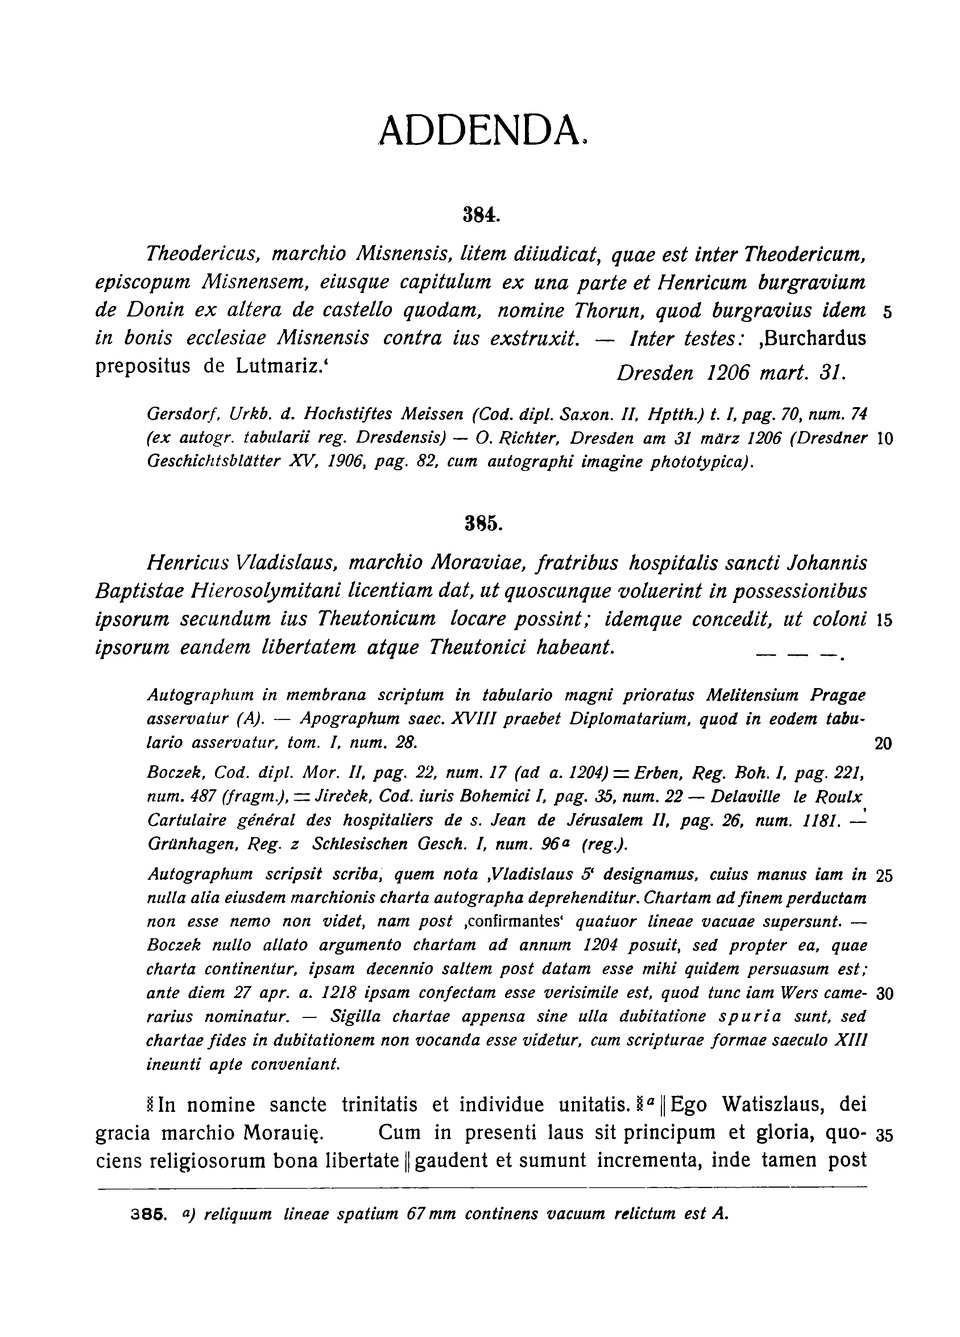 ADDENDA.
384.
Theodericus, marchio Misnensis, litem diiudicat, quae est inter Theodericum,
episcopum Misnensem, eiusque capitulum ex una parte et Henricum burgravium
de Donin ex altera de castello quodam, nomine Thorun, quod burgravius idem 5
in bonis ecclesiae Misnensis contra ius exstruxit. — Inter testes: ‚Burchardus
prepositus de Lutmariz.‘ Dresden 1206 mart. 31.
Gersdorf, Urkb. d. Hochstiftes Meissen (Cod. dipl. Saxon. II, Hptth.) t. I, pag. 70, num. 74
(ex autogr. tabularii reg. Dresdensis) — O. Richter, Dresden am 31 märz 1206 (Dresdner 10
Geschichtsblätter XV, 1906, pag. 82, cum autographi imagine phototypica).
385.
Henricus Vladislaus, marchio Moraviae, fratribus hospitalis sancti Johannis
Baptistae Hierosolymitani licentiam dat, ut quoscunque voluerint in possessionibus
ipsorum secundum ius Theutonicum locare possint; idemque concedit, ut coloni 15
ipsorum eandem libertatem atque Theutonici habeant. — — —.
Autographum in membrana scriptum in tabulario magni prioratus Melitensium Pragae
asservatur (A). — Apographum saec. XVIII praebet Diplomatarium, quod in eodem tabu-
lario asservatur, tom. I, num. 28. 20
Boczek, Cod. dipl. Mor. II, pag. 22, num. 17 (ad a. 1204) = Erben, Reg. Boh. I, pag. 221,
num. 487 (fragm.), = Jireček, Cod. iuris Bohemici I, pag. 35, num. 22 — Delaville le Roulx,
Cartulaire général des hospitaliers de s. Jean de Jérusalem II, pag. 26, num. 1181. —
Grünhagen, Reg. z Schlesischen Gesch. I, num. 96a (reg.).
Autographum scripsit scriba, quem nota ‚Vladislaus 5‘ designamus, cuius manus iam in 25
nulla alia eiusdem marchionis charta autographa deprehenditur. Chartam ad finem perductam
non esse nemo non videt, nam post ‚confirmantes‘ quatuor lineae vacuae supersunt. —
Boczek nullo allato argumento chartam ad annum 1204 posuit, sed propter ea, quae
charta continentur, ipsam decennio saltem post datam esse mihi quidem persuasum est;
ante diem 27 apr. a. 1218 ipsam confectam esse verisimile est, quod tunc iam Wers came- 30
rarius nominatur. — Sigilla chartae appensa sine ulla dubitatione spuria sunt, sed
chartae fides in dubitationem non vocanda esse videtur, cum scripturae formae saeculo XIII
ineunti apte conveniant.
⁑In nomine sancte trinitatis et individue unitatis.⁑a‖Ego Watiszlaus, dei
gracia marchio Morauię. Cum in presenti laus sit principum et gloria, quo- 35
ciens religiosorum bona libertate‖gaudent et sumunt incrementa, inde tamen post
385. a) reliquum lineae spatium 67 mm continens vacuum relictum est A.